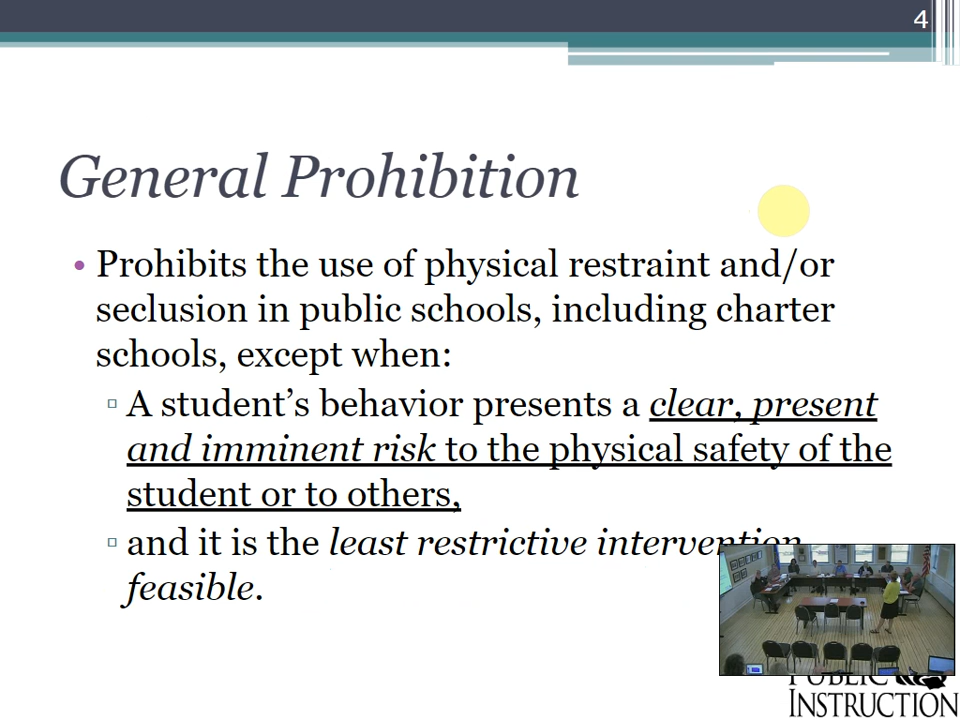 4
General Prohibition
• Prohibits the use of physical restraint and/or
seclusion in public schools, including charter
schools, except when:
▫ A student’s behavior presents a clear, present
and imminent risk to the physical safety of the
student or to others,
▫ and it is the least restrictive intervention
feasible.
PUBLIC
INSTRUCTION